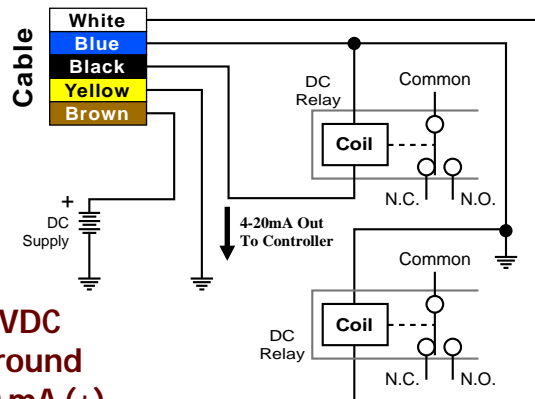 Cable
White
Blue
Black
Yellow
Brown
DC
Relay
Common
Coil
N.C.
N.O.
+
DC
Supply
4-20mA Out
To Controller
Common
DC
Relay
Coil
N.C.
N.O.
VDC
round
mA (+)